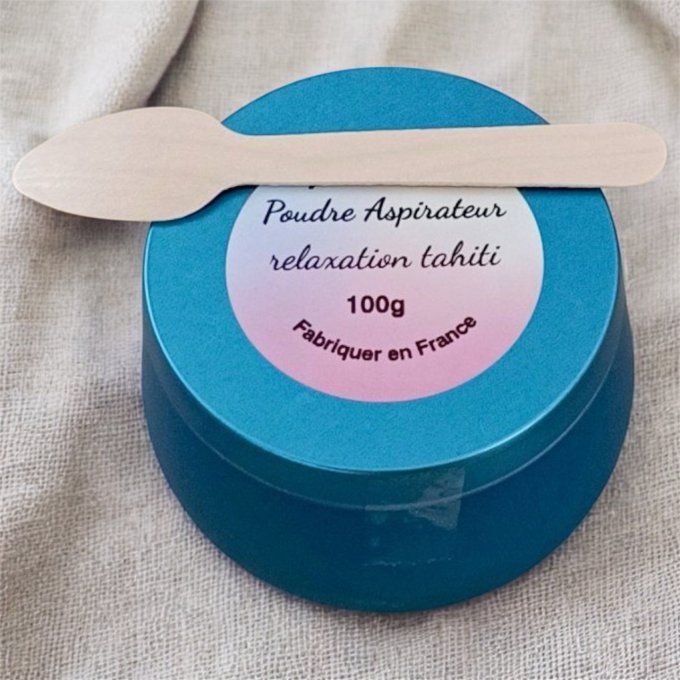 Poudre Aspirateur
relaxation tahiti
100g
Fabriquer en France